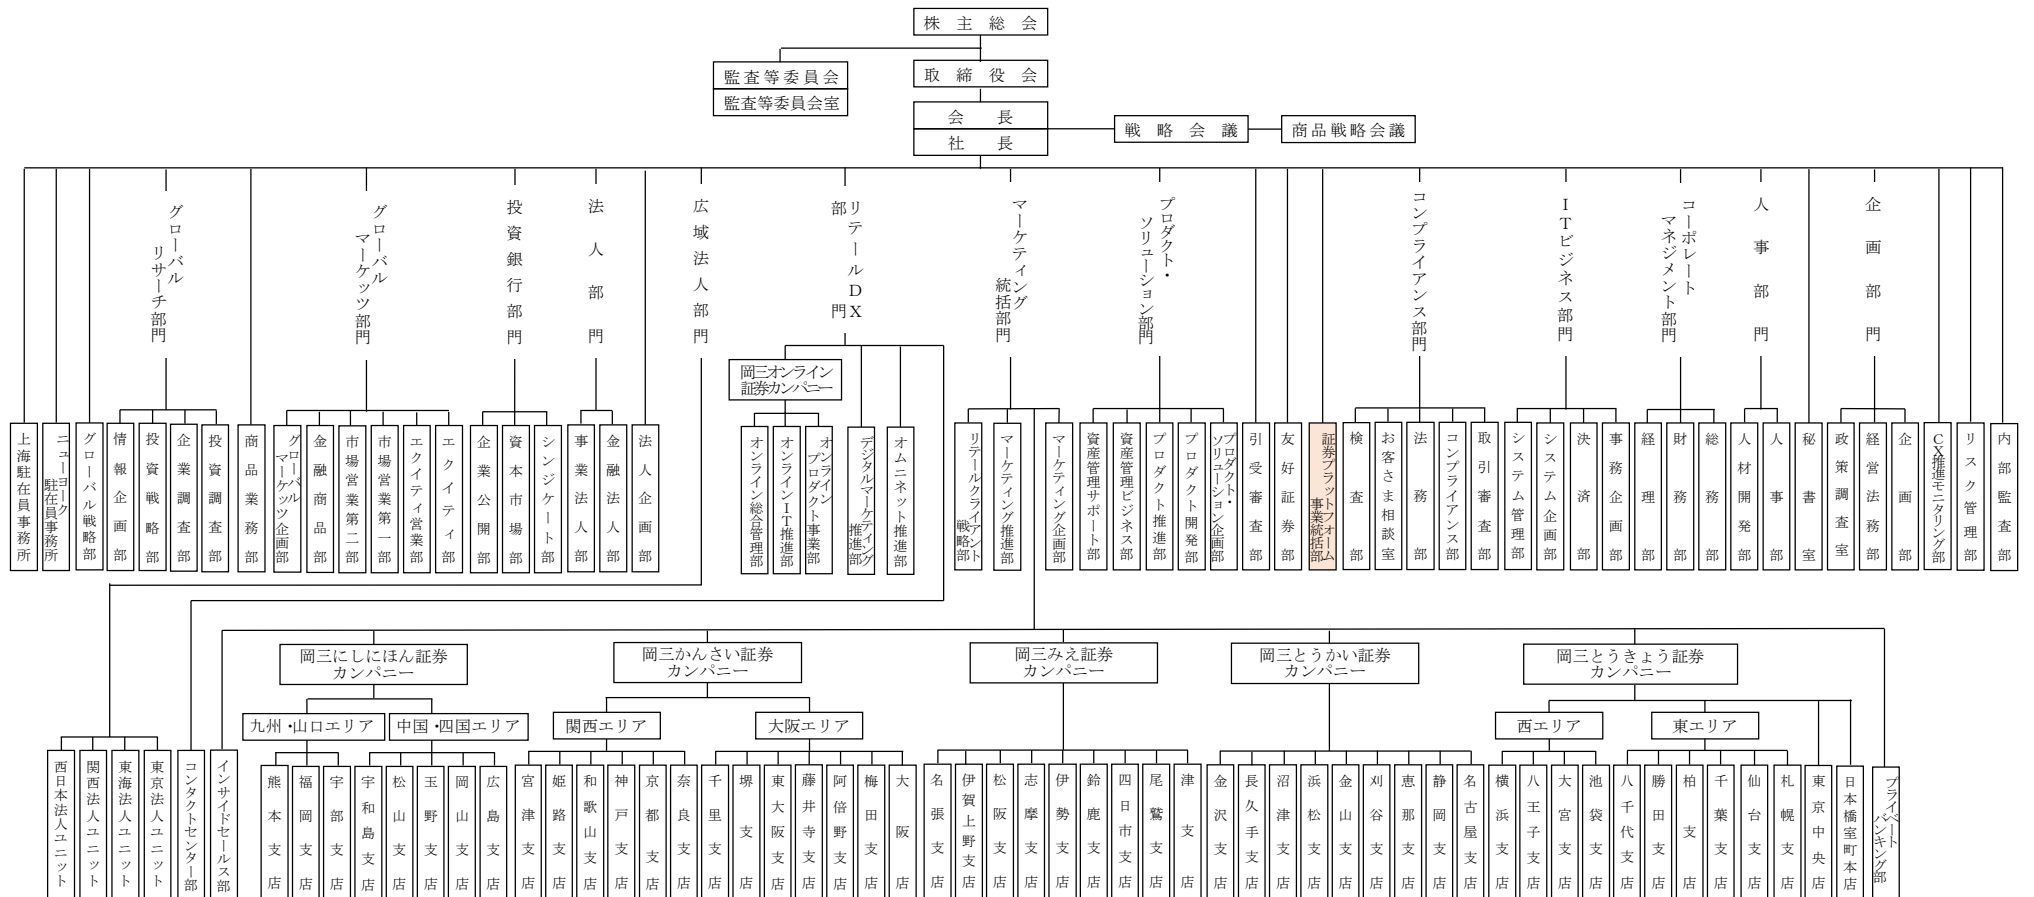 株主総会
監査等委員会
監査等委員会室
取締役会
会長
社長
戦略会議
商品戦略会議
グローバル
リサーチ部門
グローバル
マーケッツ部門
投資銀行部門
法人部門
広域法人部門
リテールDX
部門
マーケティング
統括部門
プロダクト・
ソリューション部門
コンプライアンス部門
ITビジネス部門
コーポレート
マネジメント部門
人事部門
企画部門
岡三オンライン
証券カンパニー
上海駐在員事務所
ニューヨーク
駐在員事務所
グローバル戦略部
情報企画部
投資戦略部
企業調査部
投資調査部
商品業務部
グローバル
マーケッツ企画部
金融商品部
市場営業第二部
市場営業第一部
エクイティ営業部
エクイティ部
企業公開部
資本市場部
シンジケート部
事業法人部
金融法人部
法人企画部
オンライン総合管理部
オンラインIT推進部
オンライン
プロダクト事業部
デジタルマーケティング
推進部
オムニネット推進部
リテールクライアント
戦略部
マーケティング推進部
マーケティング企画部
資産管理サポート部
資産管理ビジネス部
プロダクト推進部
プロダクト開発部
プロダクト・
ソリューション企画部
引受審査部
友好証券部
証券プラットフォーム
事業統括部
検査部
お客さま相談室
法務部
コンプライアンス部
取引審査部
システム管理部
システム企画部
決済部
事務企画部
経理部
財務部
総務部
人材開発部
人事部
秘書室
政策調査室
経営法務部
企画部
CX推進モニタリング部
リスク管理部
内部監査部
岡三にしにほん証券
カンパニー
岡三かんさい証券
カンパニー
岡三みえ証券
カンパニー
岡三とうかい証券
カンパニー
岡三とうきょう証券
カンパニー
九州・山口エリア
中国・四国エリア
関西エリア
大阪エリア
西エリア
東エリア
西日本法人ユニット
関西法人ユニット
東海法人ユニット
東京法人ユニット
コンタクトセンター部
インサイドセールス部
熊本支店
福岡支店
宇部支店
宇和島支店
松山支店
玉野支店
岡山支店
広島支店
宮津支店
姫路支店
和歌山支店
神戸支店
京都支店
奈良支店
千里支店
堺支店
東大阪支店
藤井寺支店
阿倍野支店
梅田支店
大阪店
名張支店
伊賀上野支店
松阪支店
志摩支店
伊勢支店
鈴鹿支店
四日市支店
尾鷲支店
津支店
金沢支店
長久手支店
沼津支店
浜松支店
金山支店
刈谷支店
恵那支店
静岡支店
名古屋支店
横浜支店
八王子支店
大宮支店
池袋支店
八千代支店
勝田支店
柏支店
千葉支店
仙台支店
札幌支店
東京中央店
日本橋室町本店
プライベート
バンキング部